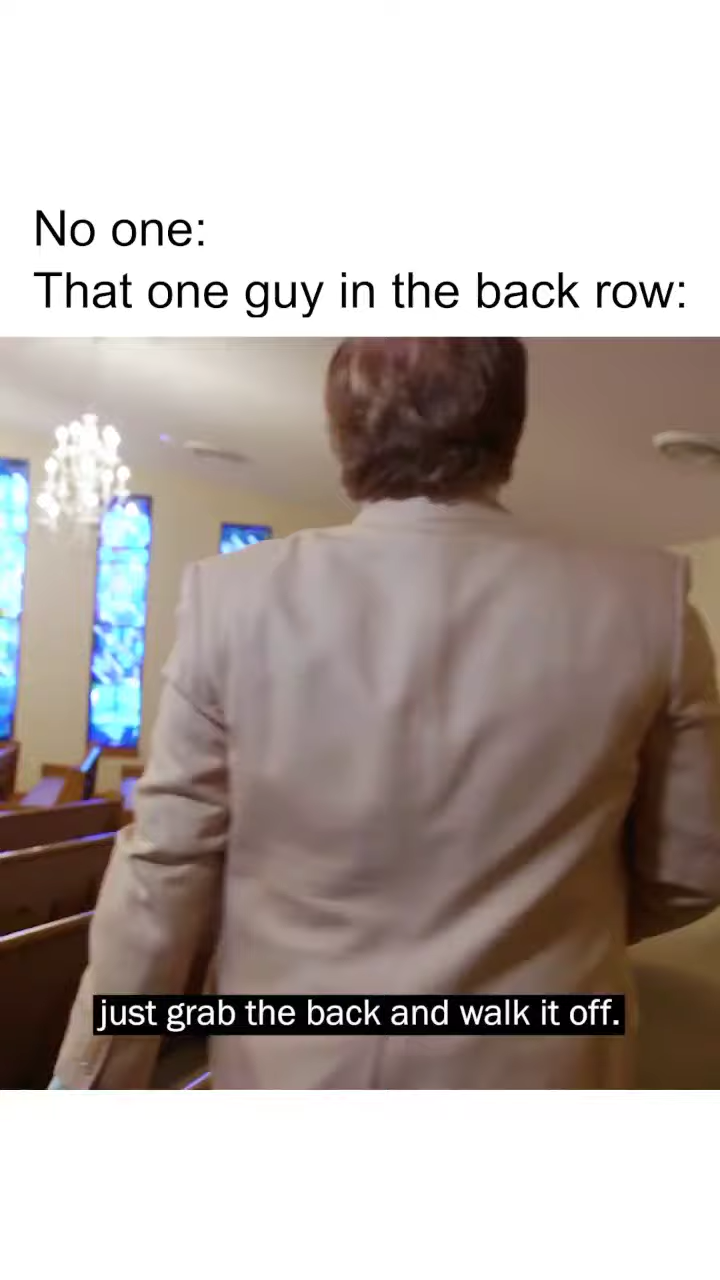 No one:
That one guy in the back row:
just grab the back and walk it off.